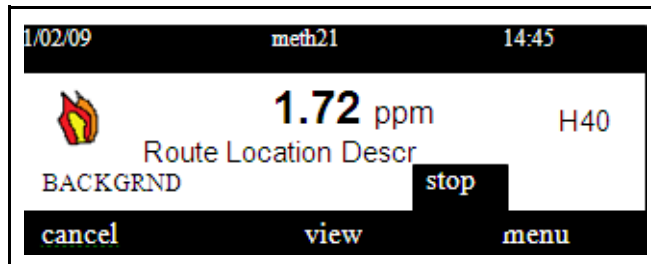 1/02/09 meth21 14:45
1.72 ppm H40
Route Location Descr
BACKGRND stop
cancel view menu